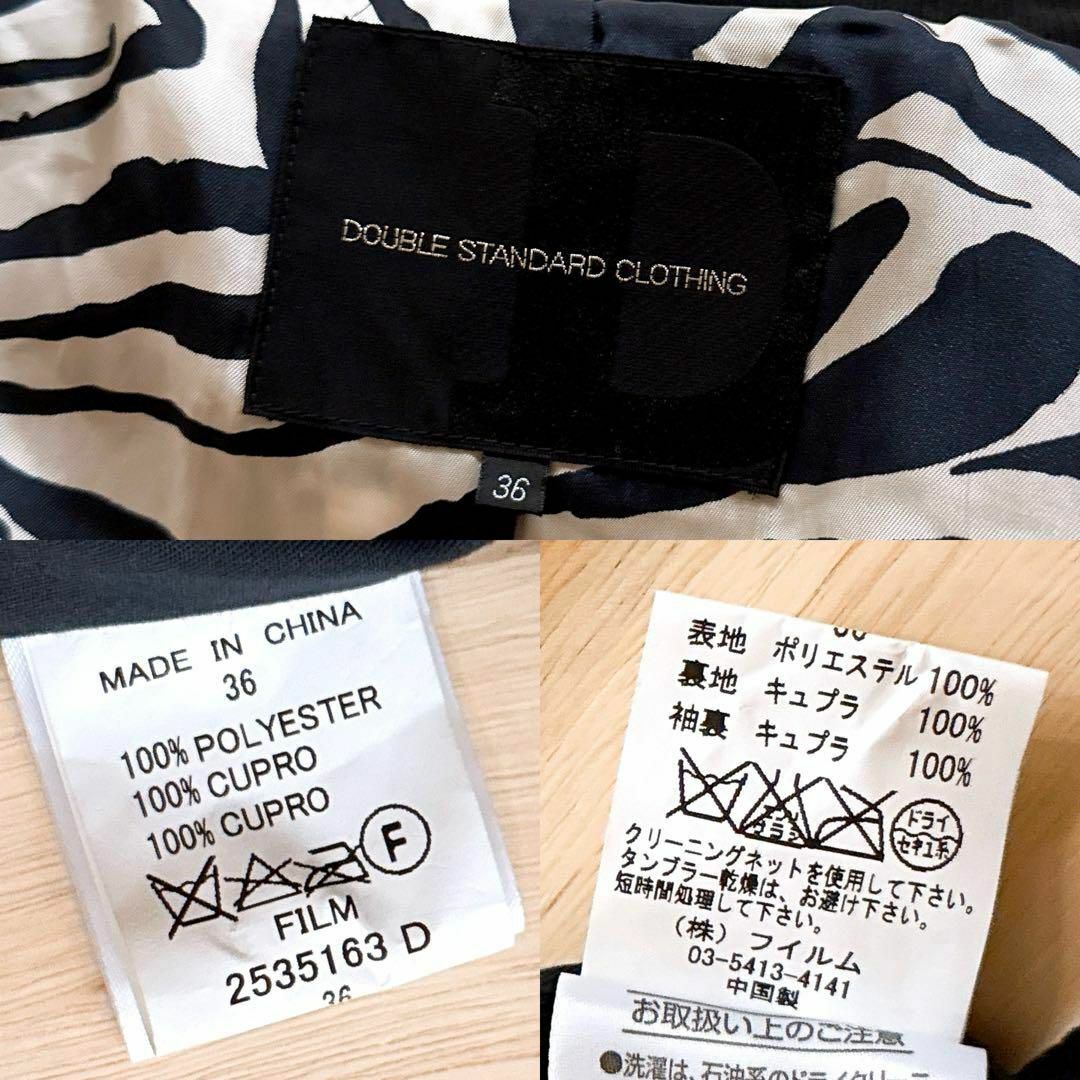 DOUBLE STANDARD CLOTHING
36
MADE IN CHINA
36
100% POLYESTER
100% CUPRO
100% CUPRO
F
FILM
2535163 D
36
表地 ポリエステル 100%
裏地 キュプラ 100%
袖裏 キュプラ 100%
ドライ
セキユ系
クリーニングネットを使用して下さい。
タンブラー乾燥は、お避け下さい。
短時間処理して下さい。
(株) フイルム
03-5413-4141
中国製
お取扱い上のご注意
●洗濯は、石油系のドライクリーニ